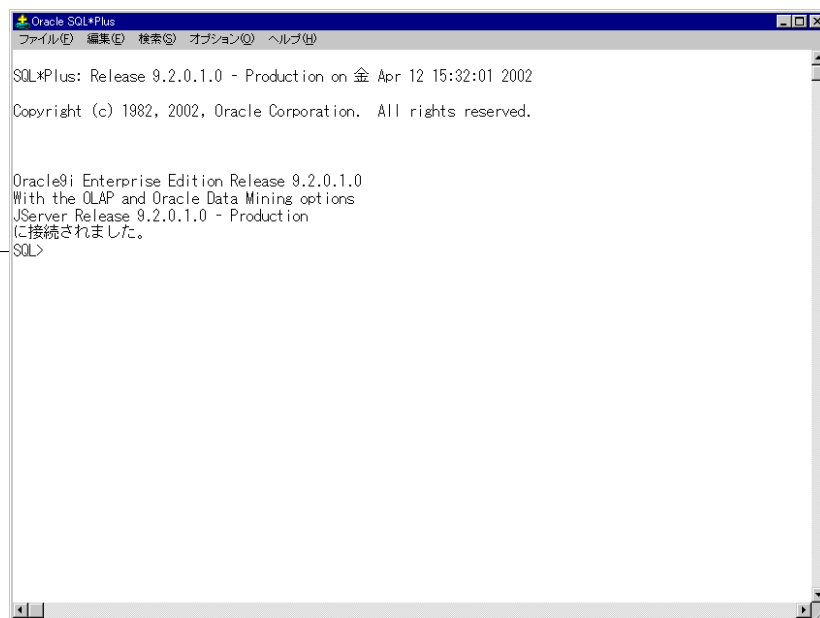 Oracle SQL*Plus
ファイル(F) 編集(E) 検索(S) オプション(O) ヘルプ(H)
SQL*Plus: Release 9.2.0.1.0 - Production on 金 Apr 12 15:32:01 2002
Copyright (c) 1982, 2002, Oracle Corporation.  All rights reserved.
Oracle9i Enterprise Edition Release 9.2.0.1.0
With the OLAP and Oracle Data Mining options
JServer Release 9.2.0.1.0 - Production
に接続されました。
SQL>